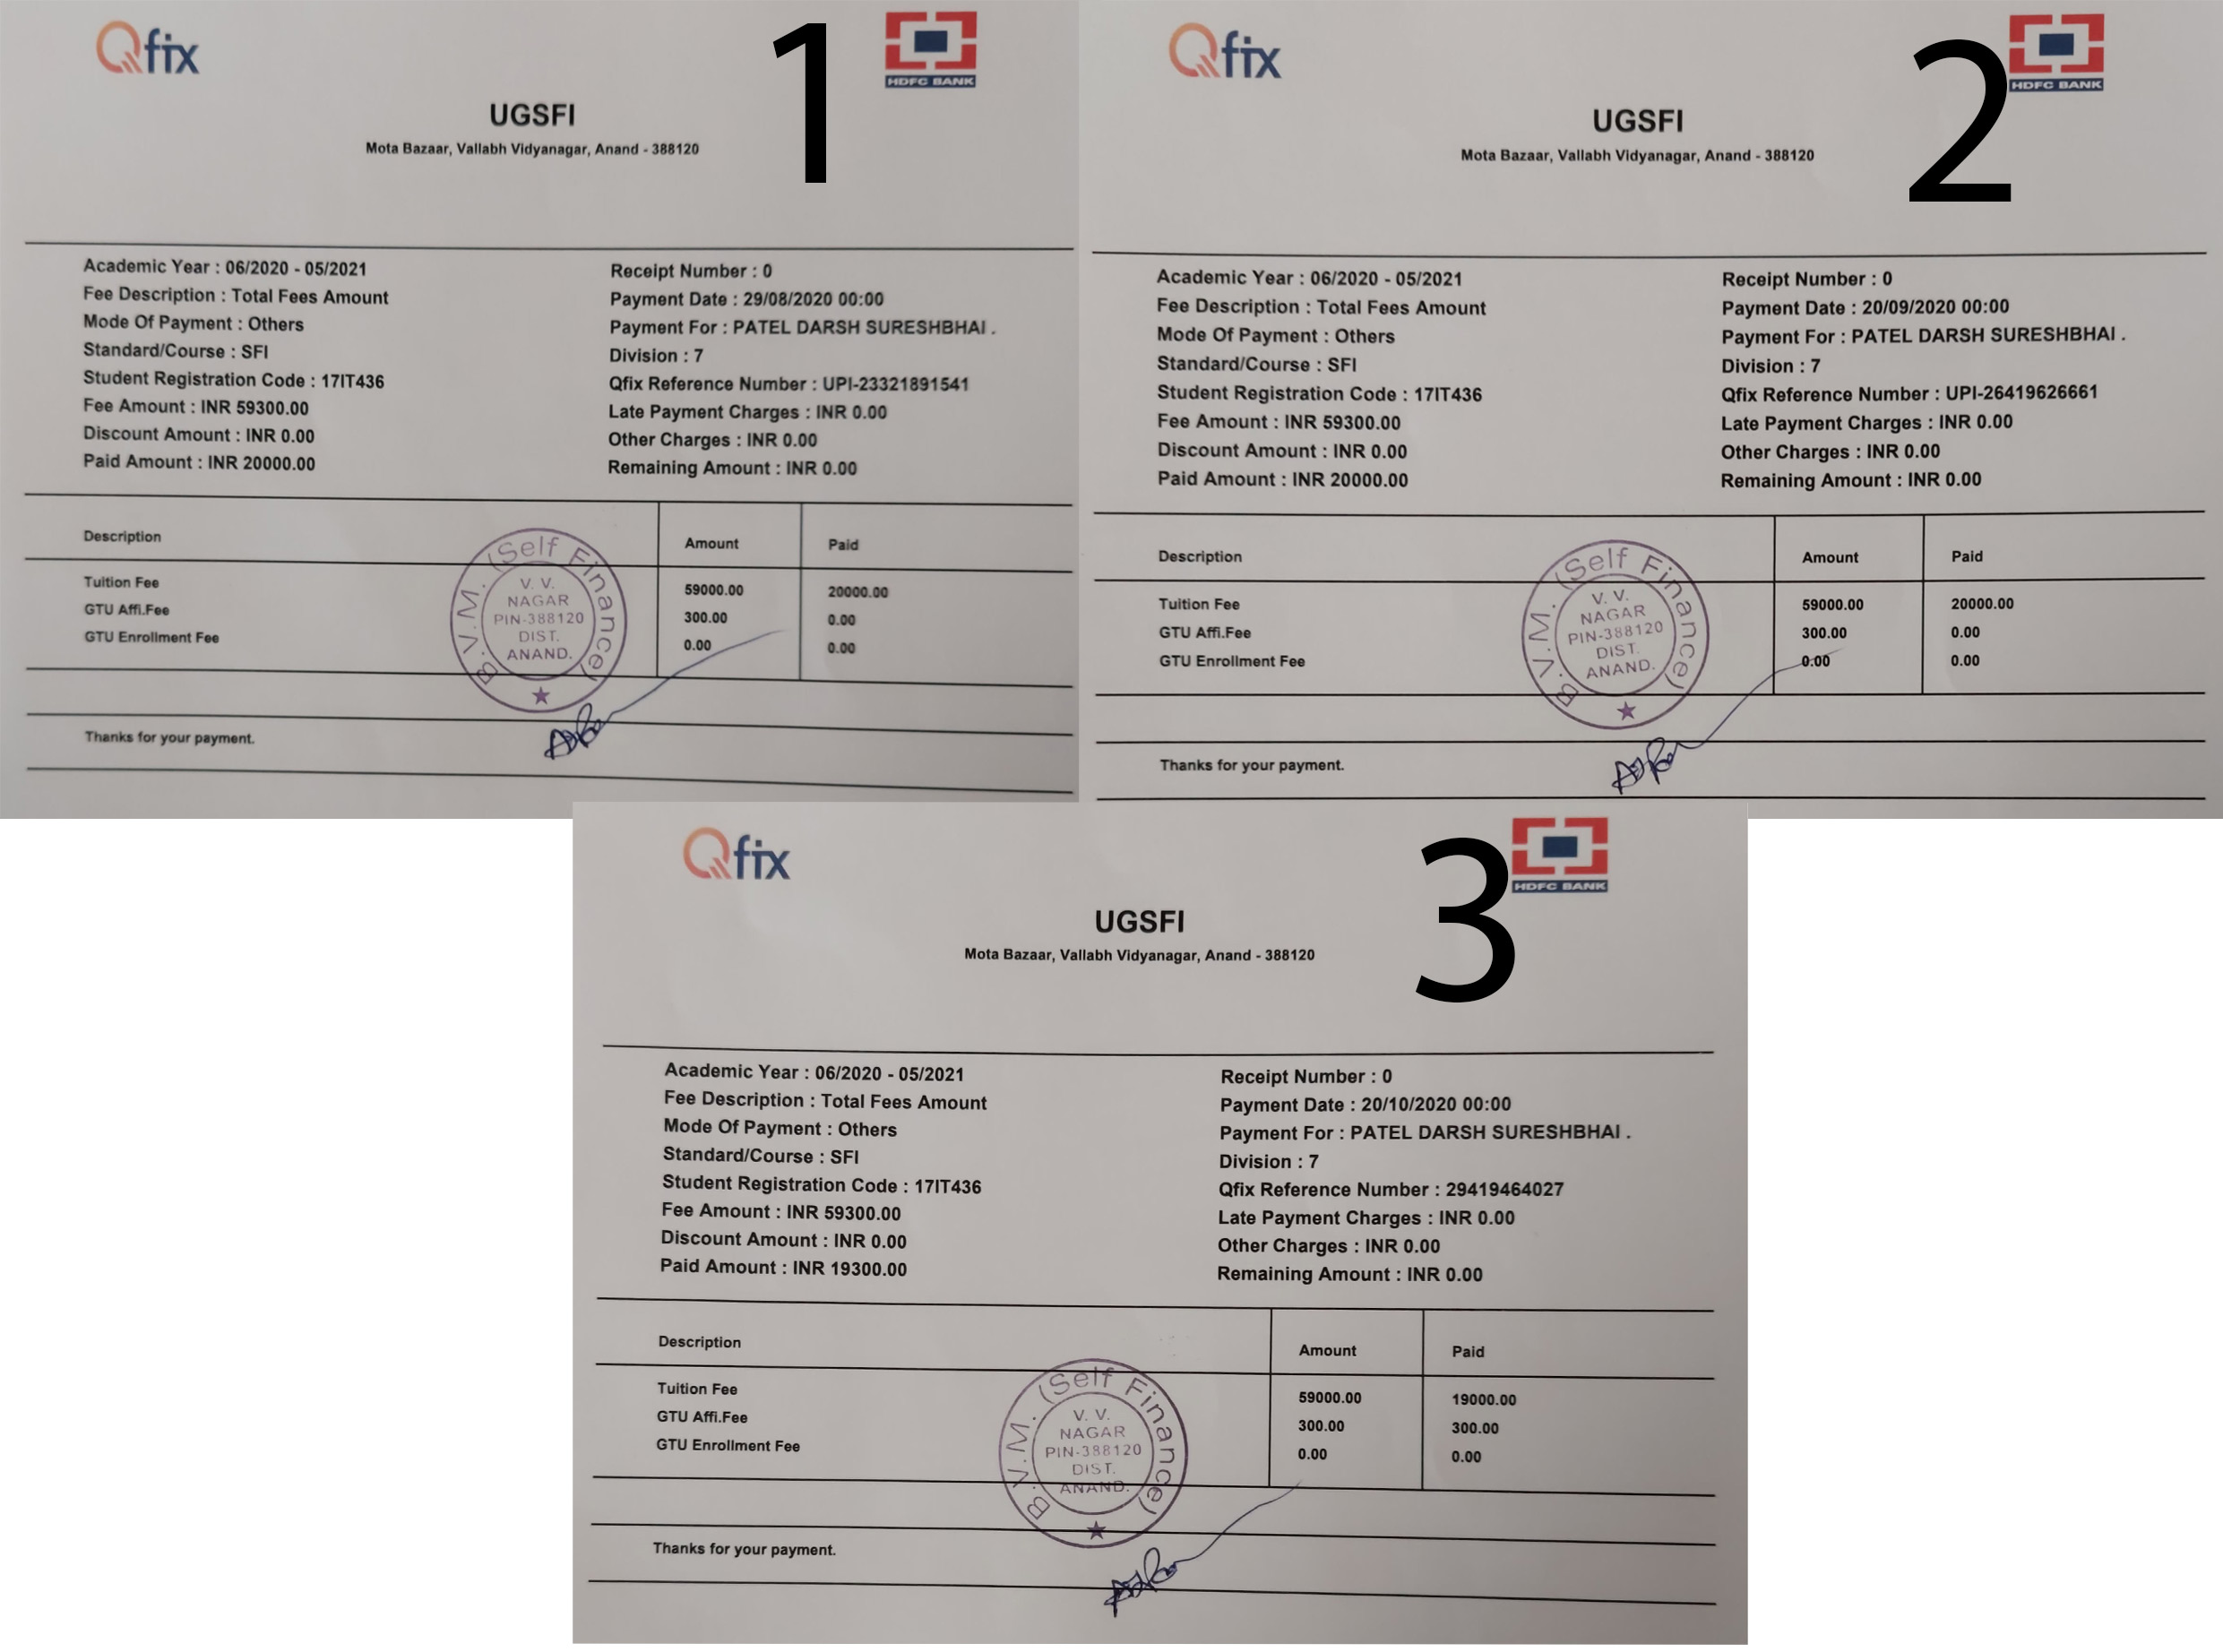 Qfix
1
HDFC BANK
UGSFI
Mota Bazaar, Vallabh Vidyanagar, Anand - 388120
Academic Year : 06/2020 - 05/2021
Fee Description : Total Fees Amount
Mode Of Payment : Others
Standard/Course : SFI
Student Registration Code : 17IT436
Fee Amount : INR 59300.00
Discount Amount : INR 0.00
Paid Amount : INR 20000.00
Receipt Number : 0
Payment Date : 29/08/2020 00:00
Payment For : PATEL DARSH SURESHBHAI .
Division : 7
Qfix Reference Number : UPI-23321891541
Late Payment Charges : INR 0.00
Other Charges : INR 0.00
Remaining Amount : INR 0.00
Description Amount Paid
Tuition Fee 59000.00 20000.00
GTU Affi.Fee 300.00 0.00
GTU Enrollment Fee 0.00 0.00
B.V.M. (Self Finance)
V. V.
NAGAR
PIN-388120
DIST.
ANAND.
Thanks for your payment.
Qfix
2
HDFC BANK
UGSFI
Mota Bazaar, Vallabh Vidyanagar, Anand - 388120
Academic Year : 06/2020 - 05/2021
Fee Description : Total Fees Amount
Mode Of Payment : Others
Standard/Course : SFI
Student Registration Code : 17IT436
Fee Amount : INR 59300.00
Discount Amount : INR 0.00
Paid Amount : INR 20000.00
Receipt Number : 0
Payment Date : 20/09/2020 00:00
Payment For : PATEL DARSH SURESHBHAI .
Division : 7
Qfix Reference Number : UPI-26419626661
Late Payment Charges : INR 0.00
Other Charges : INR 0.00
Remaining Amount : INR 0.00
Description Amount Paid
Tuition Fee 59000.00 20000.00
GTU Affi.Fee 300.00 0.00
GTU Enrollment Fee 0.00 0.00
B.V.M. (Self Finance)
V. V.
NAGAR
PIN-388120
DIST.
ANAND.
Thanks for your payment.
Qfix
3
HDFC BANK
UGSFI
Mota Bazaar, Vallabh Vidyanagar, Anand - 388120
Academic Year : 06/2020 - 05/2021
Fee Description : Total Fees Amount
Mode Of Payment : Others
Standard/Course : SFI
Student Registration Code : 17IT436
Fee Amount : INR 59300.00
Discount Amount : INR 0.00
Paid Amount : INR 19300.00
Receipt Number : 0
Payment Date : 20/10/2020 00:00
Payment For : PATEL DARSH SURESHBHAI .
Division : 7
Qfix Reference Number : 29419464027
Late Payment Charges : INR 0.00
Other Charges : INR 0.00
Remaining Amount : INR 0.00
Description Amount Paid
Tuition Fee 59000.00 19000.00
GTU Affi.Fee 300.00 300.00
GTU Enrollment Fee 0.00 0.00
B.V.M. (Self Finance)
V. V.
NAGAR
PIN-388120
DIST.
ANAND.
Thanks for your payment.